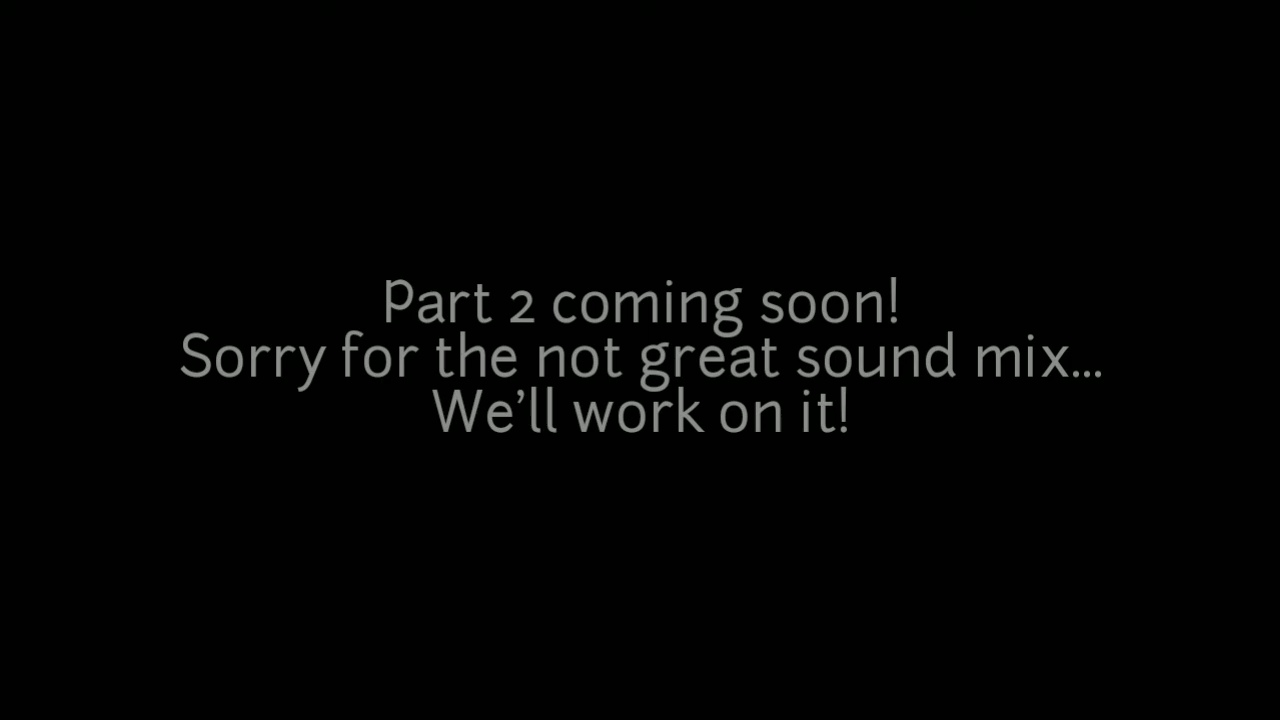 Part 2 coming soon!
Sorry for the not great sound mix...
We’ll work on it!